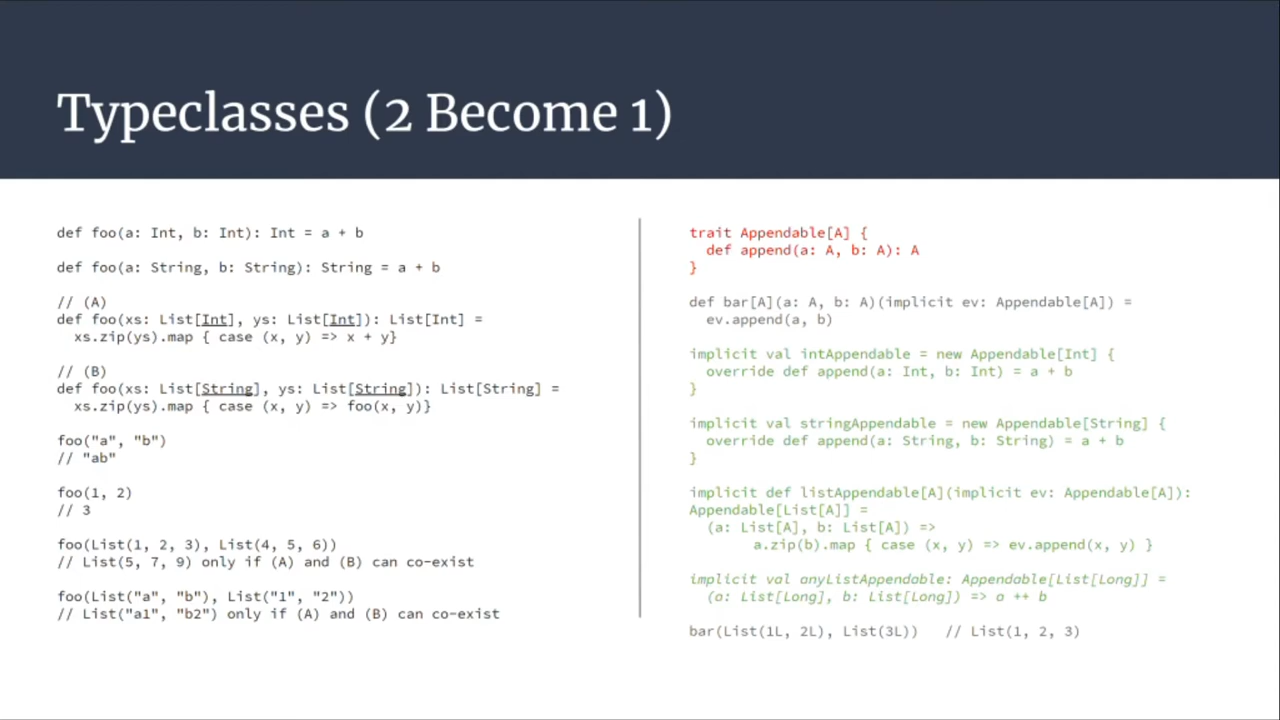 Typeclasses (2 Become 1)
def foo(a: Int, b: Int): Int = a + b
def foo(a: String, b: String): String = a + b
// (A)
def foo(xs: List[Int], ys: List[Int]): List[Int] =
xs.zip(ys).map { case (x, y) => x + y}
// (B)
def foo(xs: List[String], ys: List[String]): List[String] =
xs.zip(ys).map { case (x, y) => foo(x, y)}
foo("a", "b")
// "ab"
foo(1, 2)
// 3
foo(List(1, 2, 3), List(4, 5, 6))
// List(5, 7, 9) only if (A) and (B) can co-exist
foo(List("a", "b"), List("1", "2"))
// List("a1", "b2") only if (A) and (B) can co-exist
trait Appendable[A] {
def append(a: A, b: A): A
}
def bar[A](a: A, b: A)(implicit ev: Appendable[A]) =
ev.append(a, b)
implicit val intAppendable = new Appendable[Int] {
override def append(a: Int, b: Int) = a + b
}
implicit val stringAppendable = new Appendable[String] {
override def append(a: String, b: String) = a + b
}
implicit def listAppendable[A](implicit ev: Appendable[A]):
Appendable[List[A]] =
(a: List[A], b: List[A]) =>
a.zip(b).map { case (x, y) => ev.append(x, y) }
implicit val anyListAppendable: Appendable[List[Long]] =
(a: List[Long], b: List[Long]) => a ++ b
bar(List(1L, 2L), List(3L)) // List(1, 2, 3)